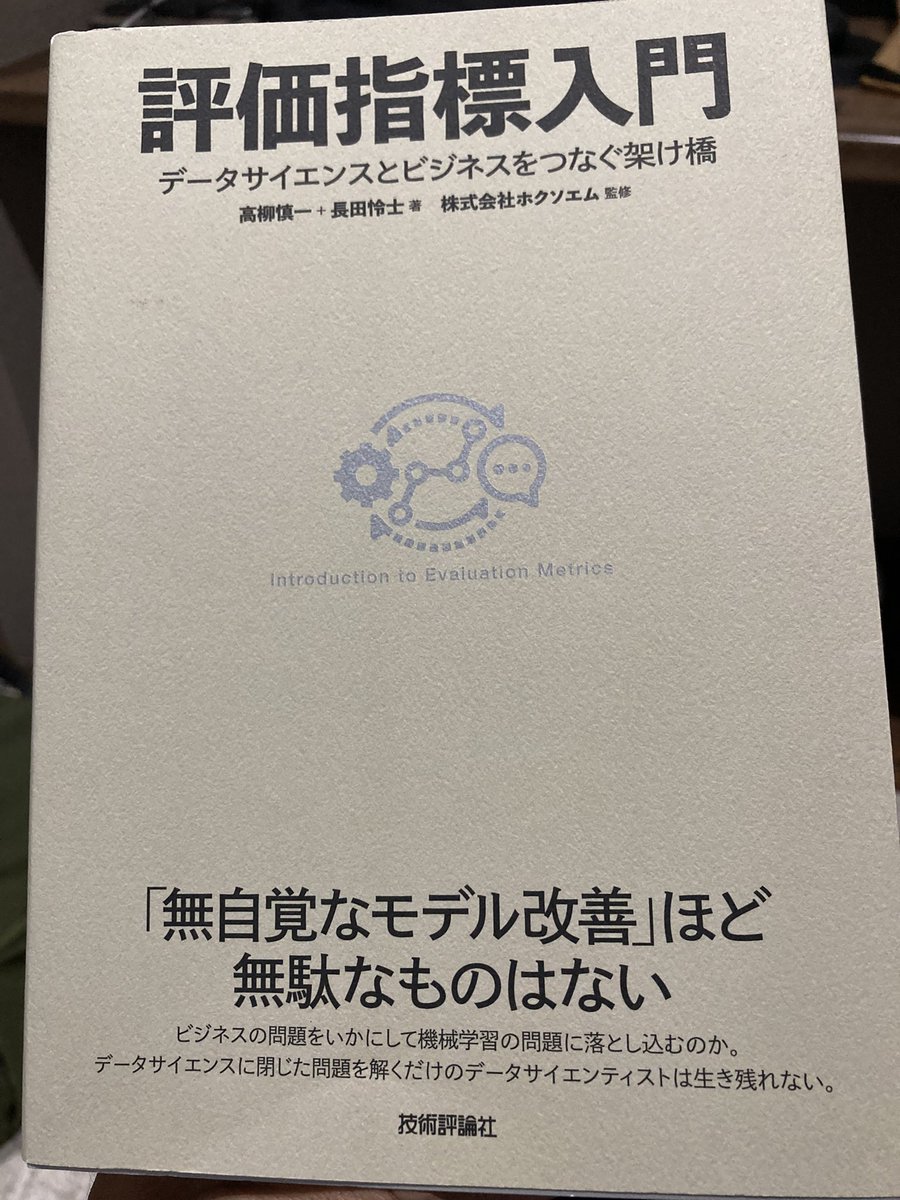 評価指標入門
データサイエンスとビジネスをつなぐ架け橋
高柳慎一+長田怜士 著 株式会社ホクソエム 監修
Introduction to Evaluation Metrics
「無自覚なモデル改善」ほど
無駄なものはない
ビジネスの問題をいかにして機械学習の問題に落とし込むのか。
データサイエンスに閉じた問題を解くだけのデータサイエンティストは生き残れない。
技術評論社